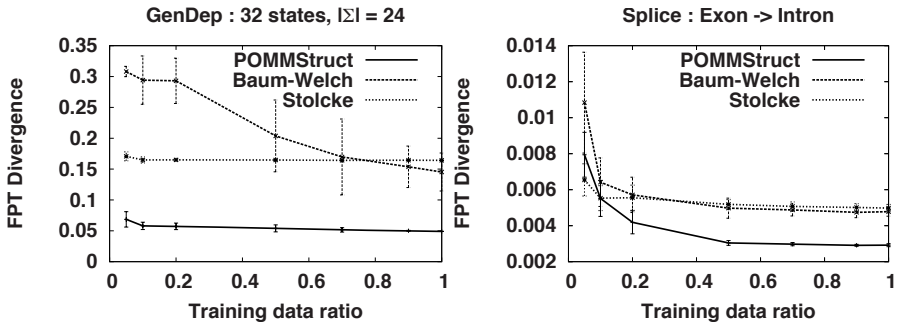 GenDep : 32 states, |Σ| = 24
FPT Divergence
0.35
0.3
0.25
0.2
0.15
0.1
0.05
0
POMMStruct
Baum-Welch
Stolcke
0 0.2 0.4 0.6 0.8 1
Training data ratio
Splice : Exon -> Intron
FPT Divergence
0.014
0.012
0.010
0.008
0.006
0.004
0.002
POMMStruct
Baum-Welch
Stolcke
0 0.2 0.4 0.6 0.8 1
Training data ratio